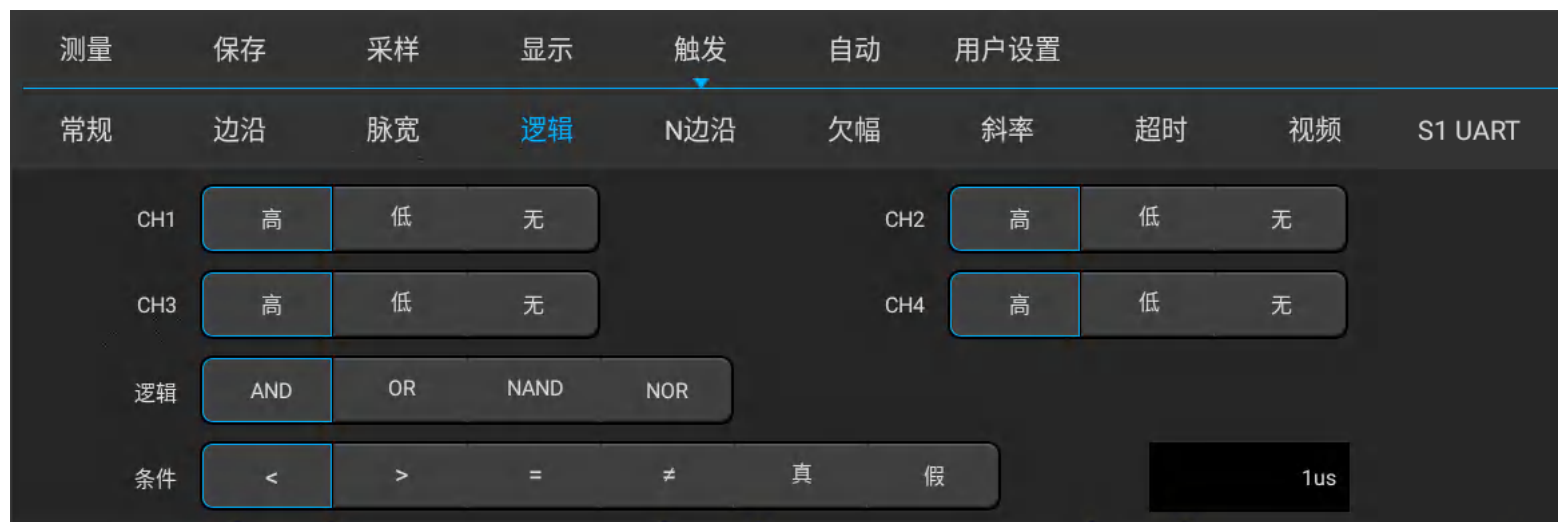 测量 保存 采样 显示 触发 自动 用户设置
常规 边沿 脉宽 逻辑 N边沿 欠幅 斜率 超时 视频 S1 UART
CH1 高 低 无 CH2 高 低 无
CH3 高 低 无 CH4 高 低 无
逻辑 AND OR NAND NOR
条件 < > = ≠ 真 假 1us